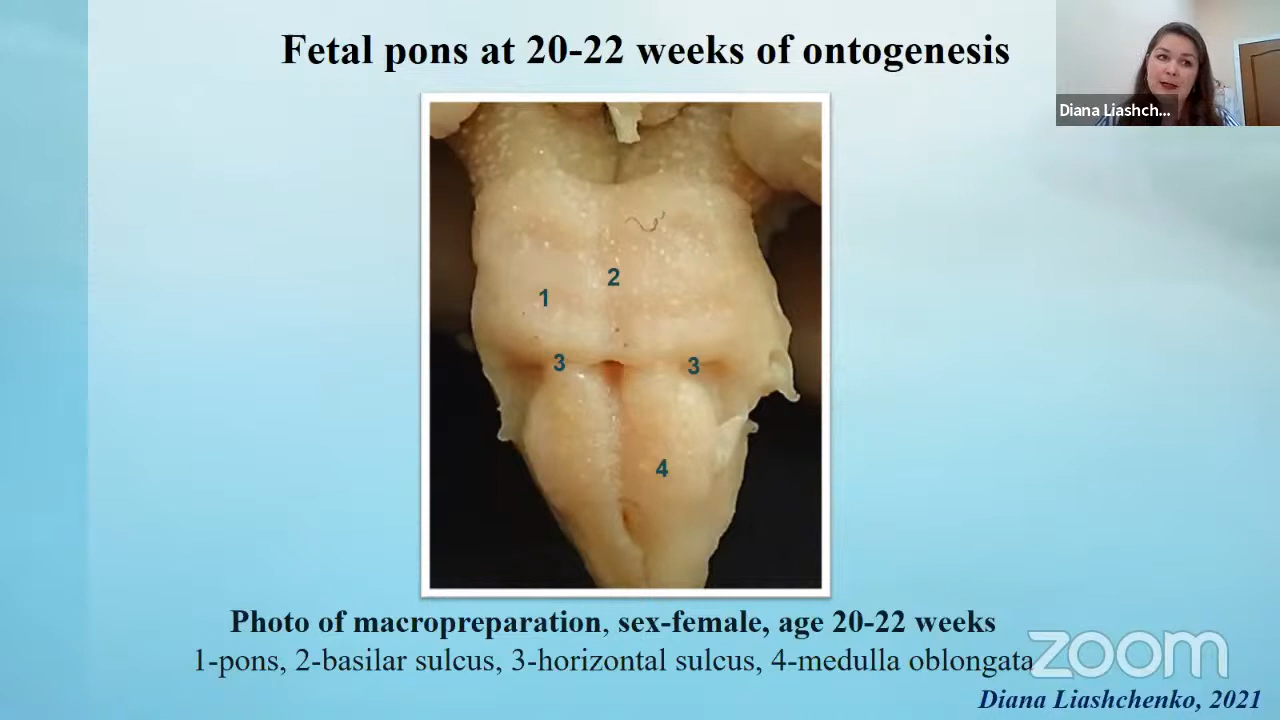 Fetal pons at 20-22 weeks of ontogenesis
Diana Liashch...
2
1
3
3
4
Photo of macropreparation, sex-female, age 20-22 weeks
1-pons, 2-basilar sulcus, 3-horizontal sulcus, 4-medulla oblongata
zoom
Diana Liashchenko, 2021